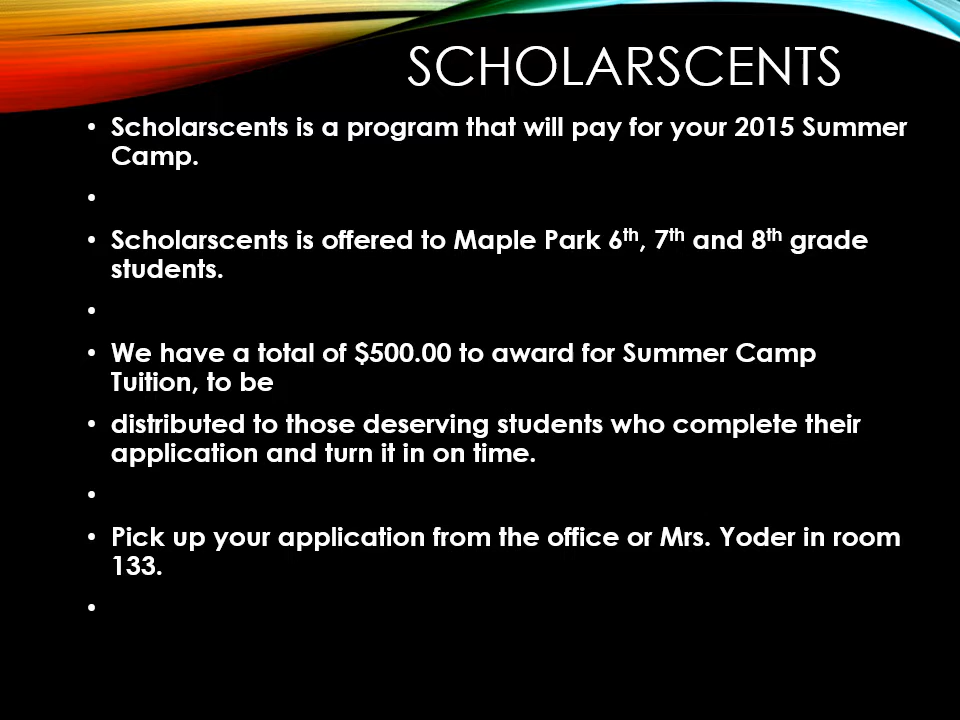 SCHOLARSCENTS
• Scholarscents is a program that will pay for your 2015 Summer
Camp.
•
• Scholarscents is offered to Maple Park 6th, 7th and 8th grade
students.
•
• We have a total of $500.00 to award for Summer Camp
Tuition, to be
• distributed to those deserving students who complete their
application and turn it in on time.
•
• Pick up your application from the office or Mrs. Yoder in room
133.
•